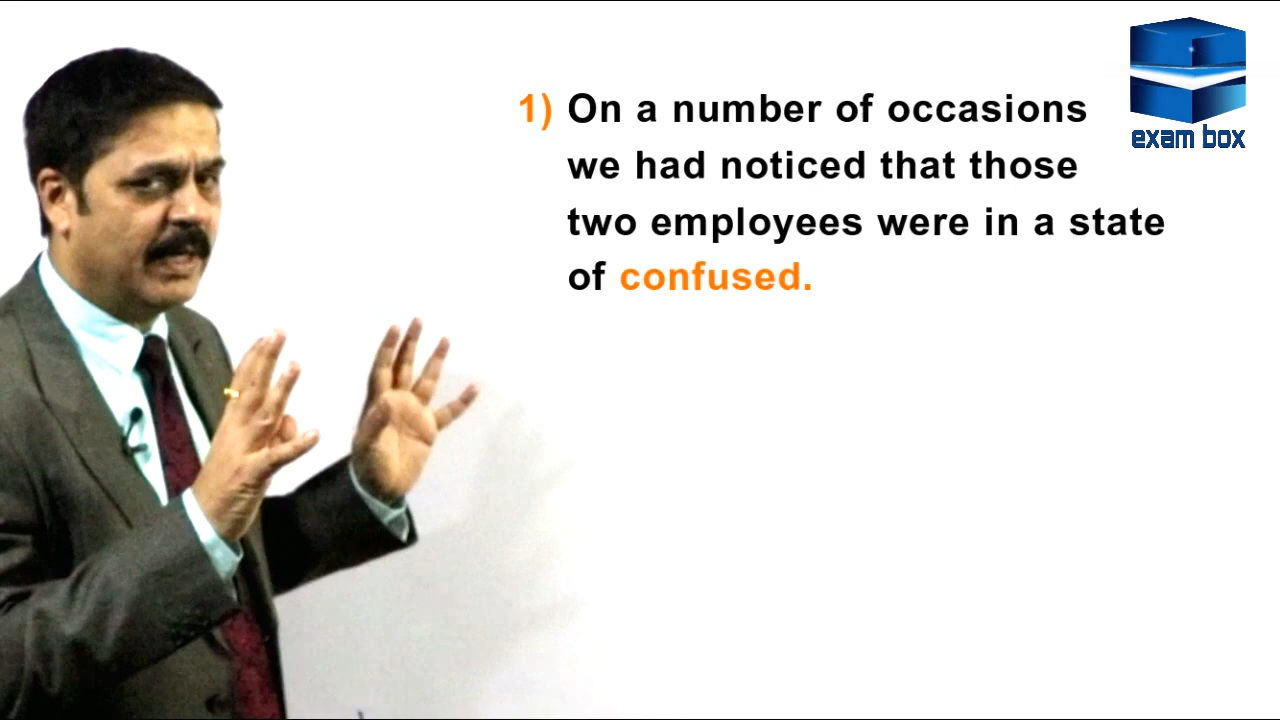 exam box
1) On a number of occasions
we had noticed that those
two employees were in a state
of confused.